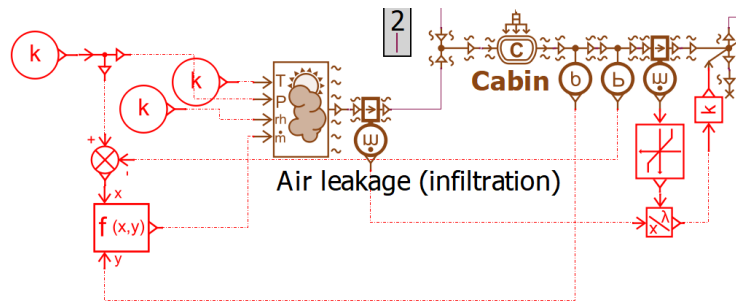 2
k
k
k
T
P
rh
ṁ
C
Cabin
b
b
ṁ
k
ṁ
Air leakage (infiltration)
+
-
x
f (x,y)
y
x
λ